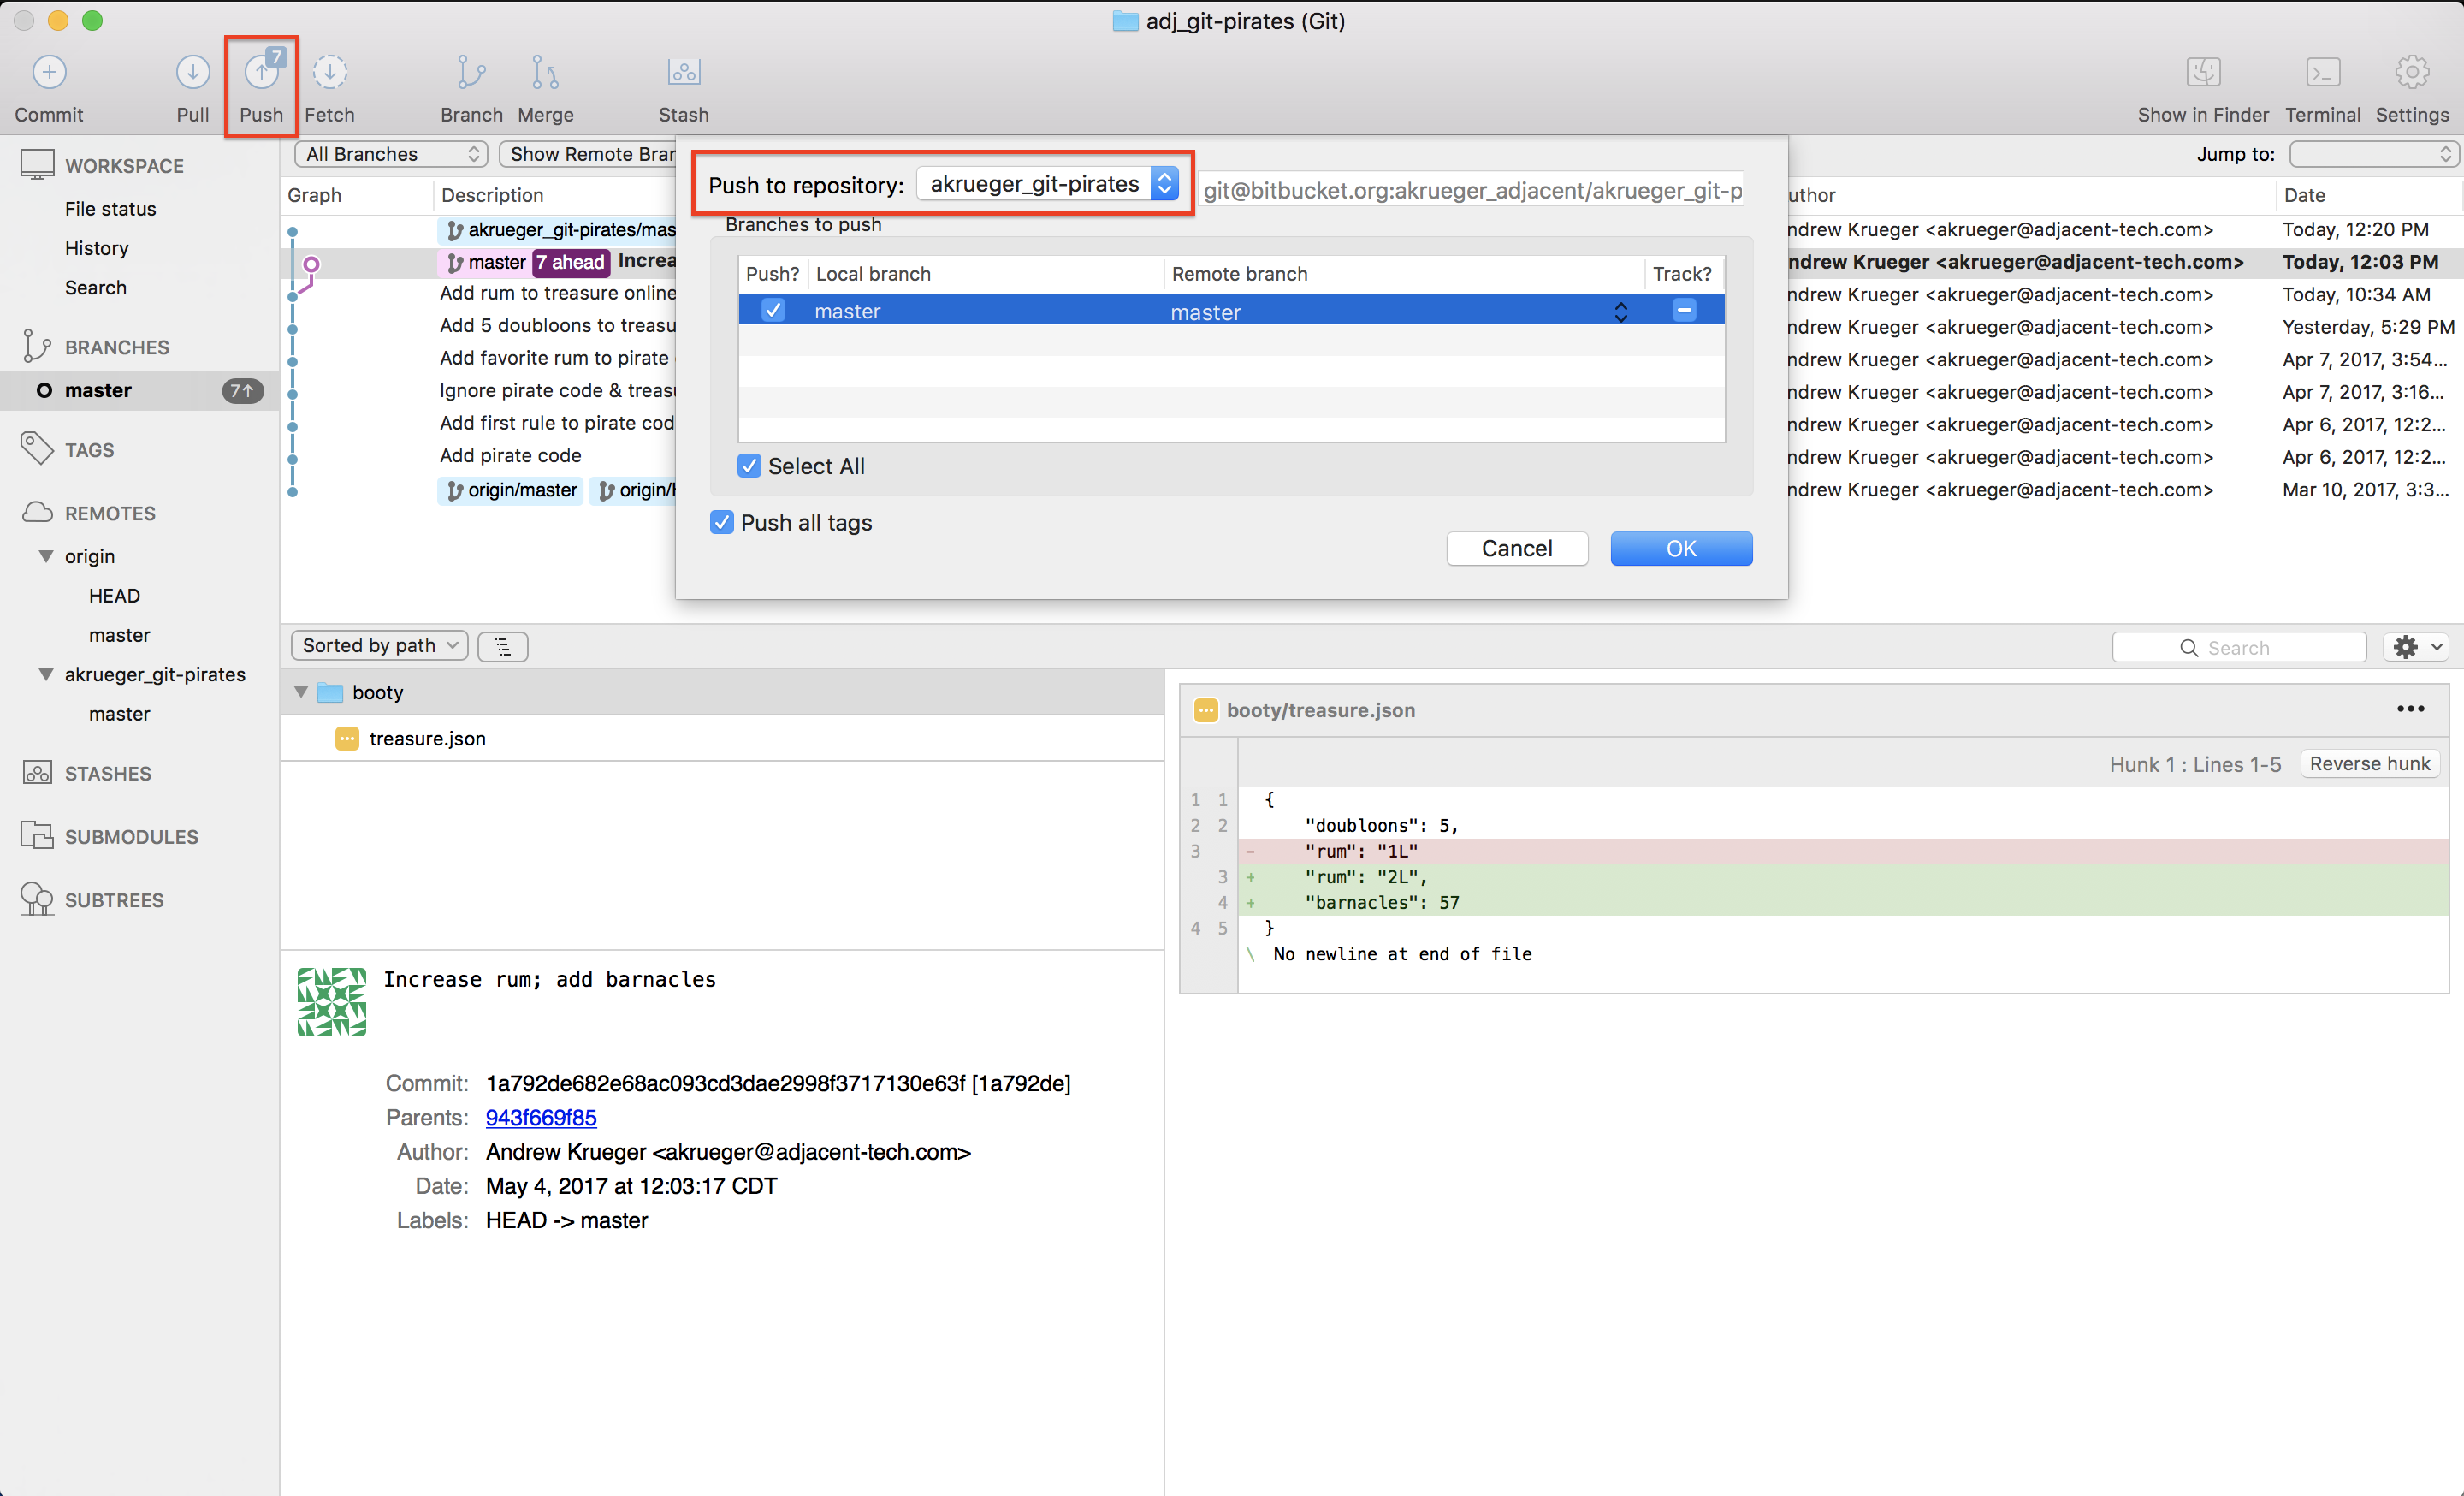 adj_git-pirates (Git)
7
Commit Pull Push Fetch Branch Merge Stash Show in Finder Terminal Settings
WORKSPACE
File status
History
Search
BRANCHES
master 7↑
TAGS
REMOTES
origin
HEAD
master
akrueger_git-pirates
master
STASHES
SUBMODULES
SUBTREES
All Branches Show Remote Bran Jump to:
Graph Description uthor Date
akrueger_git-pirates/mas ndrew Krueger <akrueger@adjacent-tech.com> Today, 12:20 PM
master 7 ahead Increa ndrew Krueger <akrueger@adjacent-tech.com> Today, 12:03 PM
Add rum to treasure online ndrew Krueger <akrueger@adjacent-tech.com> Today, 10:34 AM
Add 5 doubloons to treasu ndrew Krueger <akrueger@adjacent-tech.com> Yesterday, 5:29 PM
Add favorite rum to pirate ndrew Krueger <akrueger@adjacent-tech.com> Apr 7, 2017, 3:54...
Ignore pirate code & treasu ndrew Krueger <akrueger@adjacent-tech.com> Apr 7, 2017, 3:16...
Add first rule to pirate cod ndrew Krueger <akrueger@adjacent-tech.com> Apr 6, 2017, 12:2...
Add pirate code ndrew Krueger <akrueger@adjacent-tech.com> Apr 6, 2017, 12:2...
origin/master origin/H ndrew Krueger <akrueger@adjacent-tech.com> Mar 10, 2017, 3:3...
Push to repository: akrueger_git-pirates git@bitbucket.org:akrueger_adjacent/akrueger_git-p
Branches to push
Push? Local branch Remote branch Track?
master master
Select All
Push all tags
Cancel OK
Sorted by path Search
booty
treasure.json
Increase rum; add barnacles
Commit: 1a792de682e68ac093cd3dae2998f3717130e63f [1a792de]
Parents: 943f669f85
Author: Andrew Krueger <akrueger@adjacent-tech.com>
Date: May 4, 2017 at 12:03:17 CDT
Labels: HEAD -> master
booty/treasure.json •••
Hunk 1 : Lines 1-5 Reverse hunk
1 1 {
2 2 "doubloons": 5,
3 - "rum": "1L"
3 + "rum": "2L",
4 + "barnacles": 57
4 5 }
\ No newline at end of file